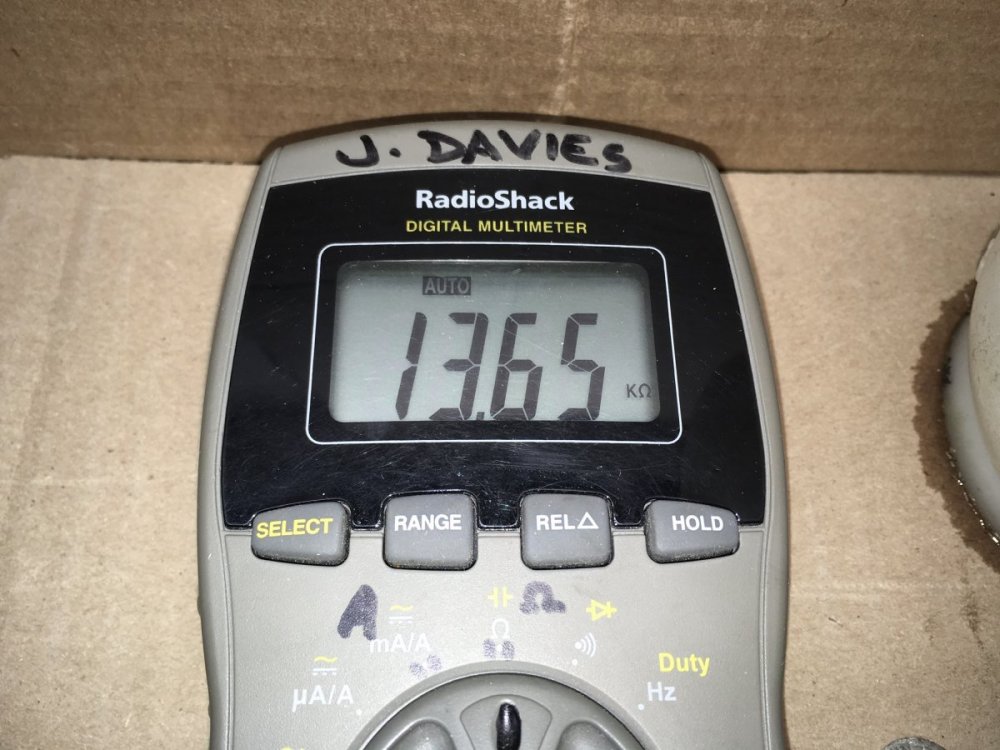 J. DAVIES
RadioShack
DIGITAL MULTIMETER
AUTO
13.65 KΩ
SELECT RANGE REL△ HOLD
A Ω
mA/A Ω
Duty
μA/A Hz